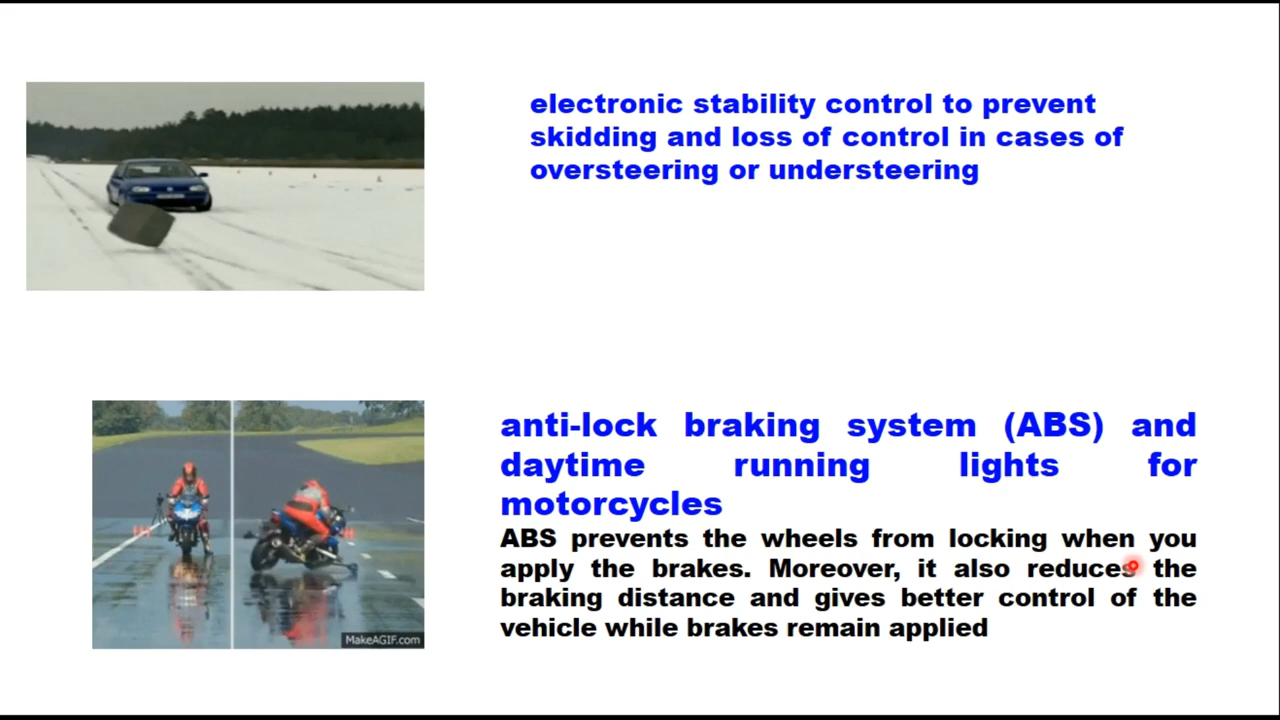 electronic stability control to prevent
skidding and loss of control in cases of
oversteering or understeering
anti-lock braking system (ABS) and
daytime running lights for
motorcycles
ABS prevents the wheels from locking when you
apply the brakes. Moreover, it also reduces the
braking distance and gives better control of the
vehicle while brakes remain applied
MakeAGIF.com